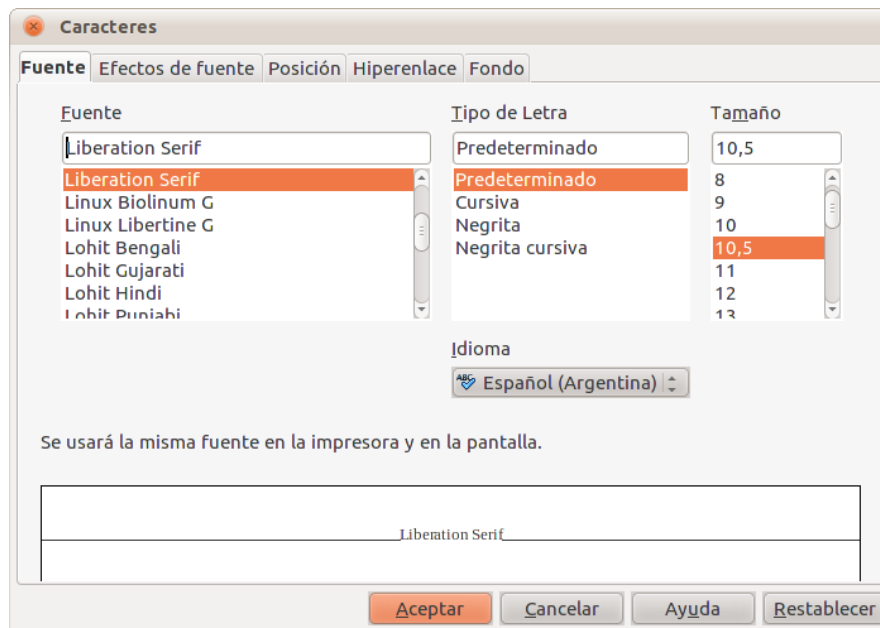 Caracteres
Fuente Efectos de fuente Posición Hiperenlace Fondo
Fuente Tipo de Letra Tamaño
Liberation Serif Predeterminado 10,5
Liberation Serif Predeterminado 8
Linux Biolinum G Cursiva 9
Linux Libertine G Negrita 10
Lohit Bengali Negrita cursiva 10,5
Lohit Gujarati 11
Lohit Hindi 12
Lohit Punjabi 13
Idioma
ABC Español (Argentina)
Se usará la misma fuente en la impresora y en la pantalla.
Liberation Serif
Aceptar Cancelar Ayuda Restablecer